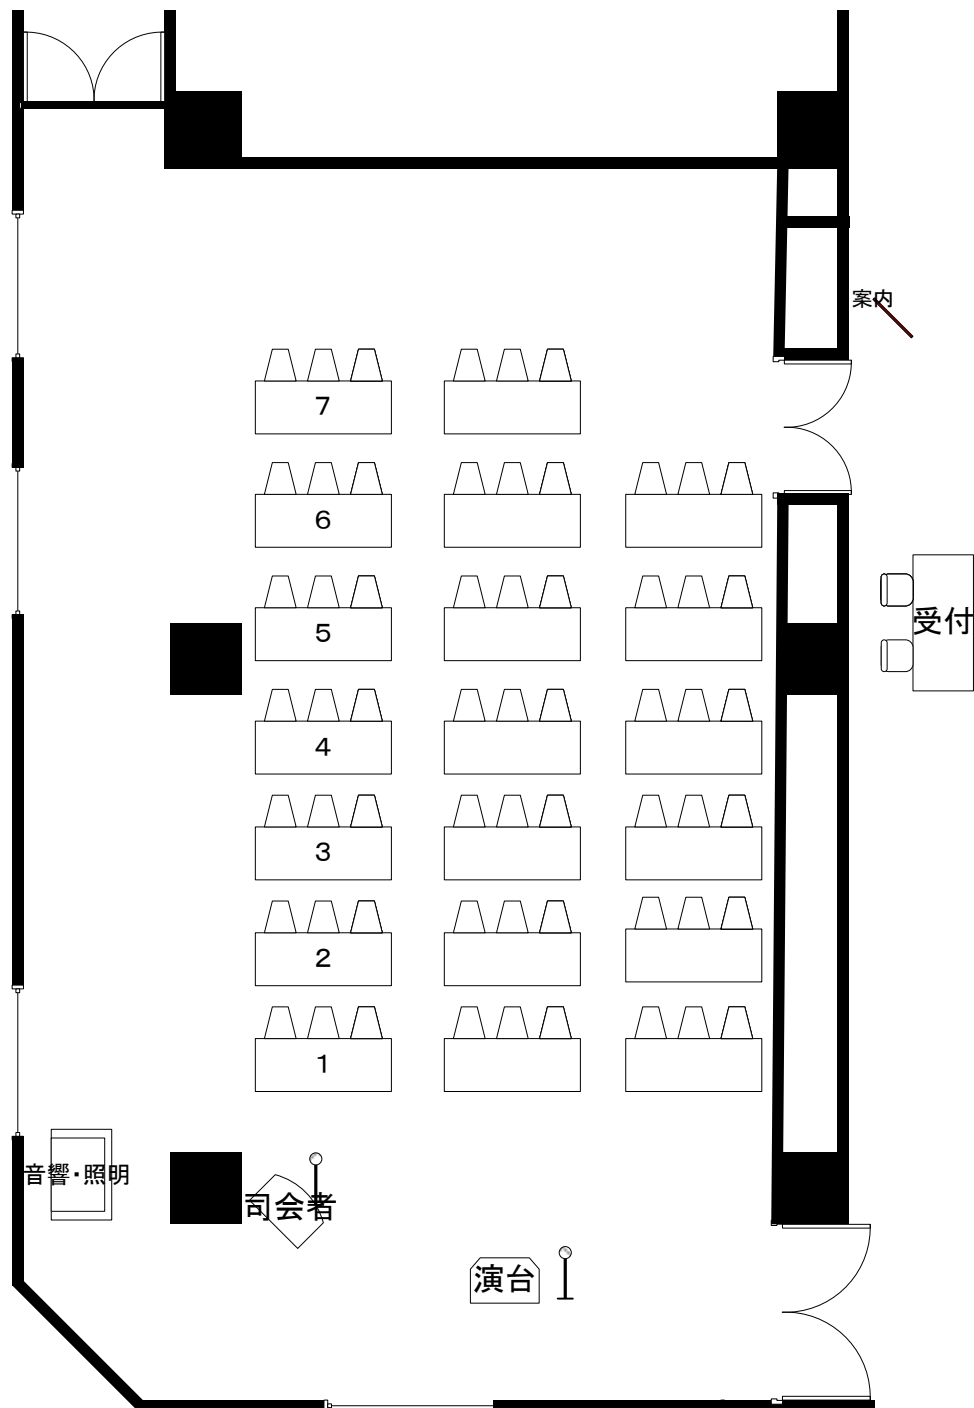 案内
７
６
５
受付
４
３
２
１
音響・照明
司会者
演台